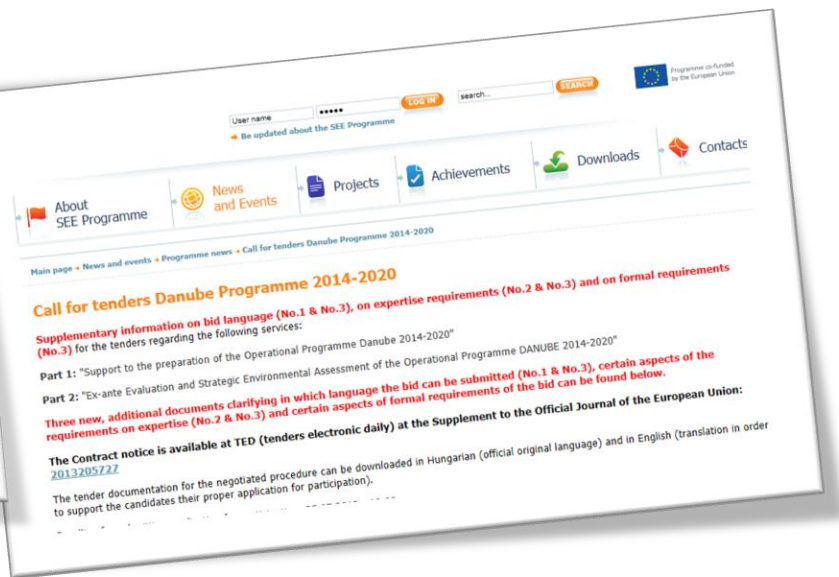 User name
•••••
LOG IN
search...
SEARCH
Programme co-funded
by the European Union
Be updated about the SEE Programme
About
SEE Programme
News
and Events
Projects
Achievements
Downloads
Contacts
Main page → News and events → Programme news → Call for tenders Danube Programme 2014-2020
Call for tenders Danube Programme 2014-2020
Supplementary information on bid language (No.1 & No.3), on expertise requirements (No.2 & No.3) and on formal requirements
(No.3) for the tenders regarding the following services:
Part 1: "Support to the preparation of the Operational Programme Danube 2014-2020"
Part 2: "Ex-ante Evaluation and Strategic Environmental Assessment of the Operational Programme DANUBE 2014-2020"
Three new, additional documents clarifying in which language the bid can be submitted (No.1 & No.3), certain aspects of the
requirements on expertise (No.2 & No.3) and certain aspects of formal requirements of the bid can be found below.
The Contract notice is available at TED (tenders electronic daily) at the Supplement to the Official Journal of the European Union:
2013205727
The tender documentation for the negotiated procedure can be downloaded in Hungarian (official original language) and in English (translation in order
to support the candidates their proper application for participation).